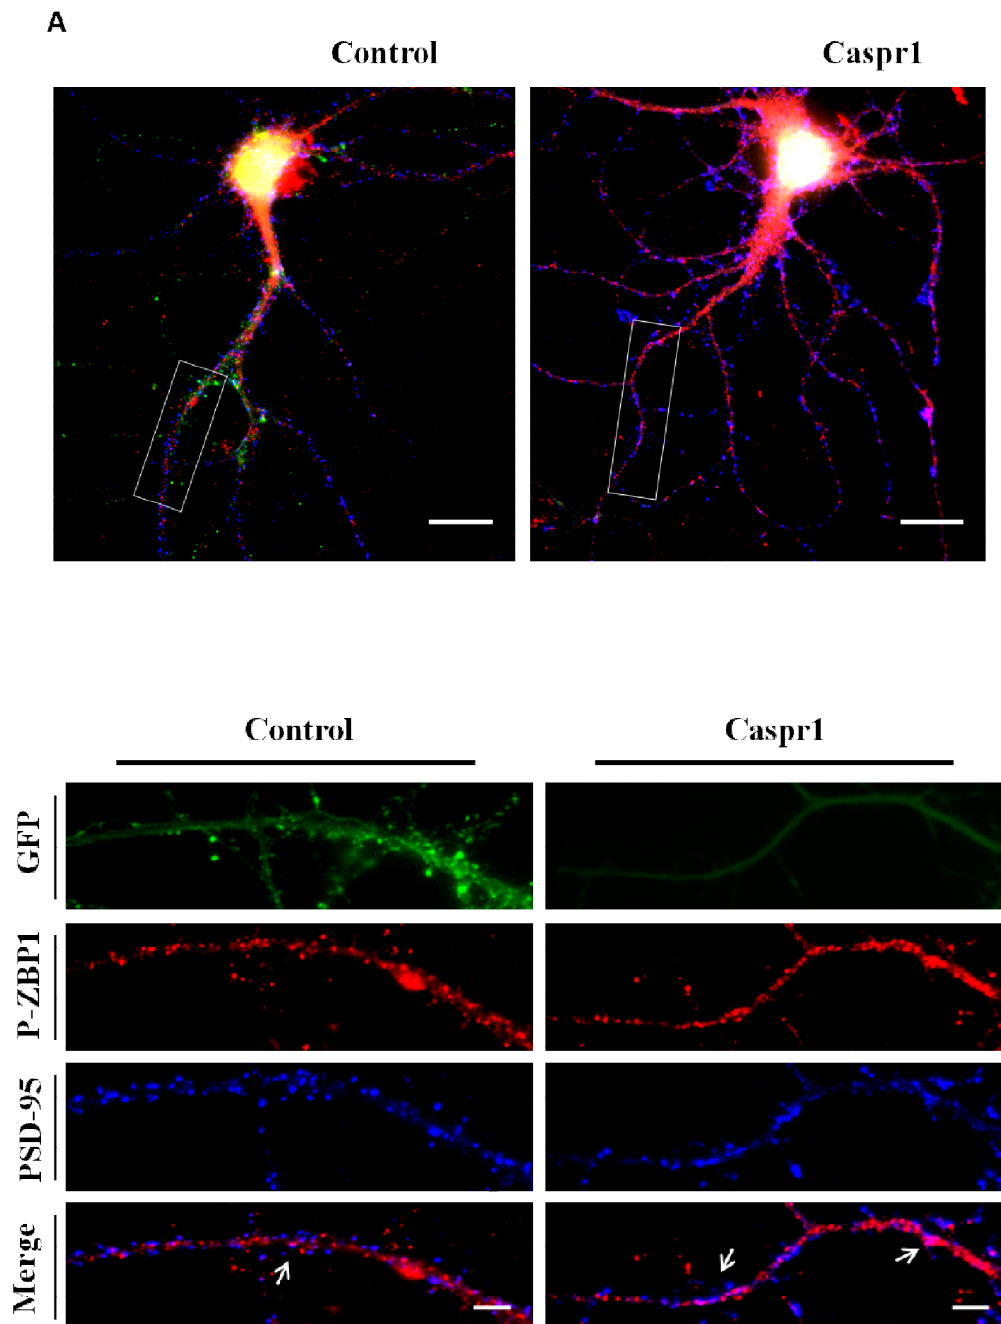 A
Control
Caspr1
Control
Caspr1
GFP
P-ZBP1
PSD-95
Merge